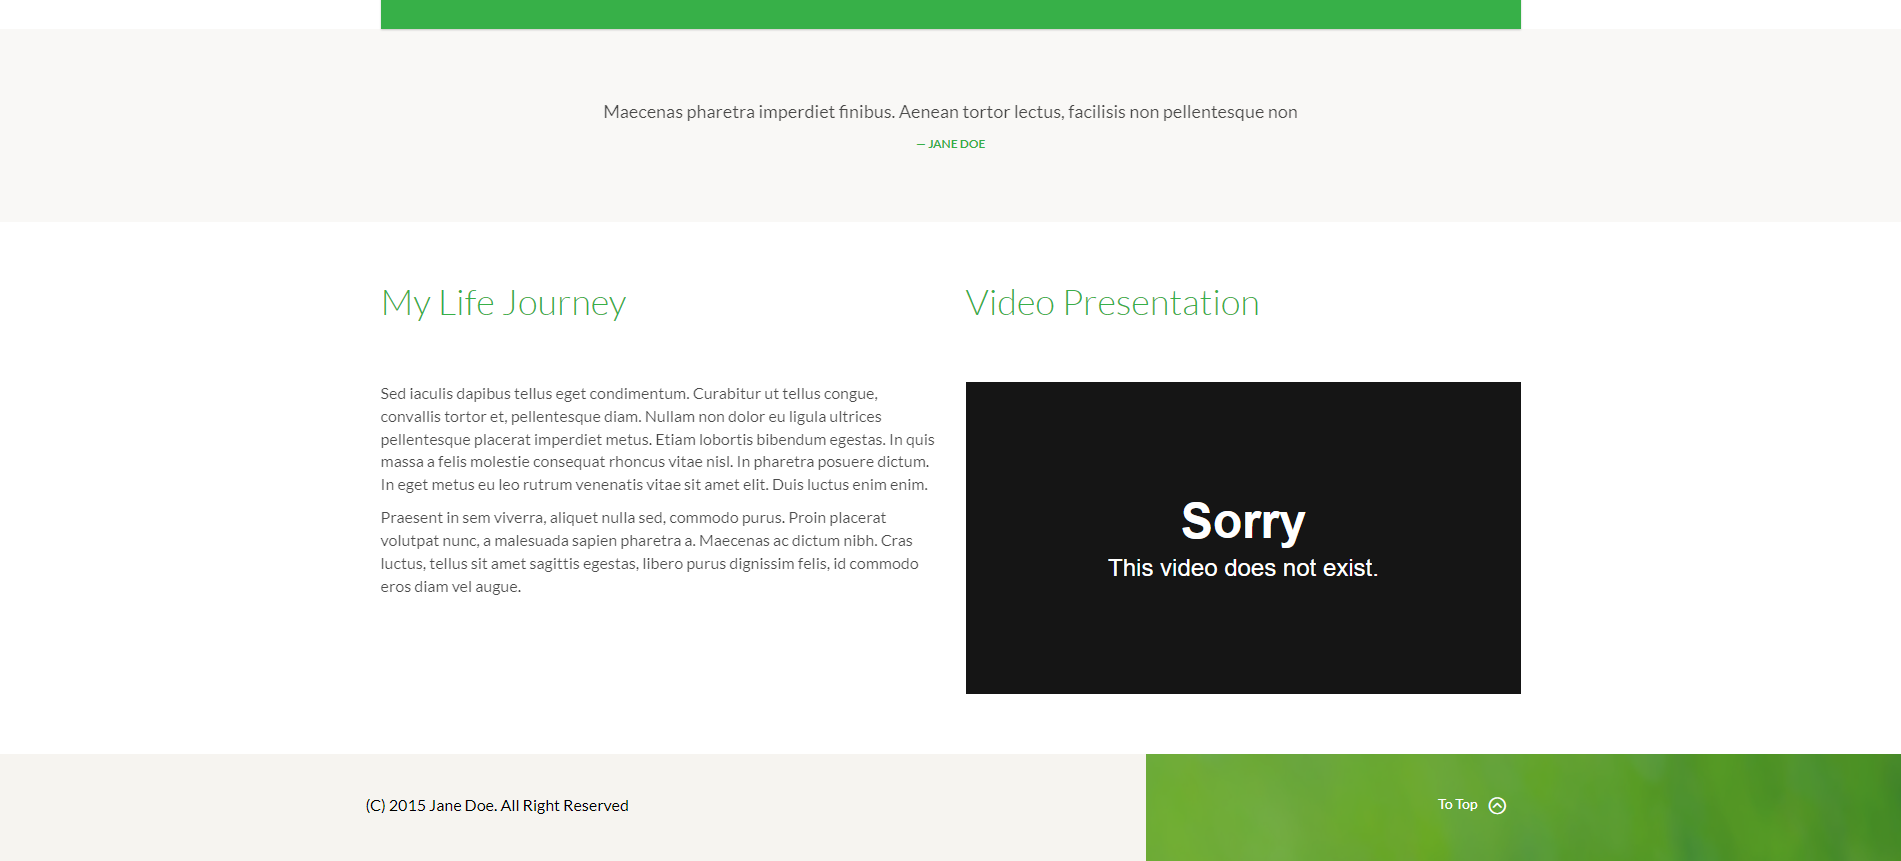 Maecenas pharetra imperdiet finibus. Aenean tortor lectus, facilisis non pellentesque non
— JANE DOE
My Life Journey
Sed iaculis dapibus tellus eget condimentum. Curabitur ut tellus congue,
convallis tortor et, pellentesque diam. Nullam non dolor eu ligula ultrices
pellentesque placerat imperdiet metus. Etiam lobortis bibendum egestas. In quis
massa a felis molestie consequat rhoncus vitae nisl. In pharetra posuere dictum.
In eget metus eu leo rutrum venenatis vitae sit amet elit. Duis luctus enim enim.
Praesent in sem viverra, aliquet nulla sed, commodo purus. Proin placerat
volutpat nunc, a malesuada sapien pharetra a. Maecenas ac dictum nibh. Cras
luctus, tellus sit amet sagittis egestas, libero purus dignissim felis, id commodo
eros diam vel augue.
Video Presentation
Sorry
This video does not exist.
(C) 2015 Jane Doe. All Right Reserved
To Top